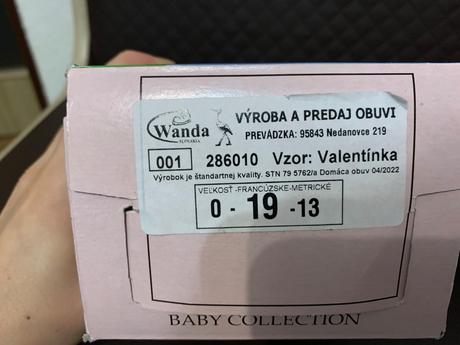 Wanda
SLOVAKIA
VÝROBA A PREDAJ OBUVI
PREVÁDZKA: 95843 Nedanovce 219
001 286010 Vzor: Valentínka
Výrobok je štandartnej kvality. STN 79 5762/a Domáca obuv 04/2022
VEĽKOSŤ -FRANCÚZSKE-METRICKÉ
0 - 19 -13
BABY COLLECTION